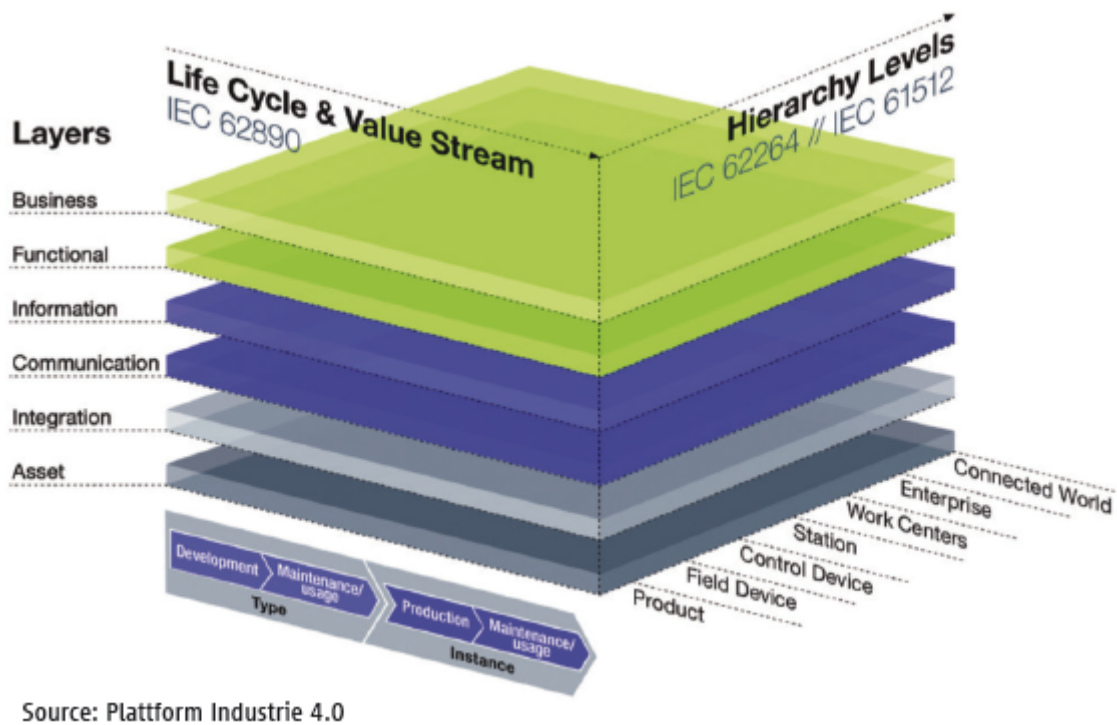 Life Cycle & Value Stream
IEC 62890
Hierarchy Levels
IEC 62264 // IEC 61512
Layers
Business
Functional
Information
Communication
Integration
Asset
Development
Maintenance/
usage
Type
Production
Maintenance/
usage
Instance
Connected World
Enterprise
Work Centers
Station
Control Device
Field Device
Product
Source: Plattform Industrie 4.0